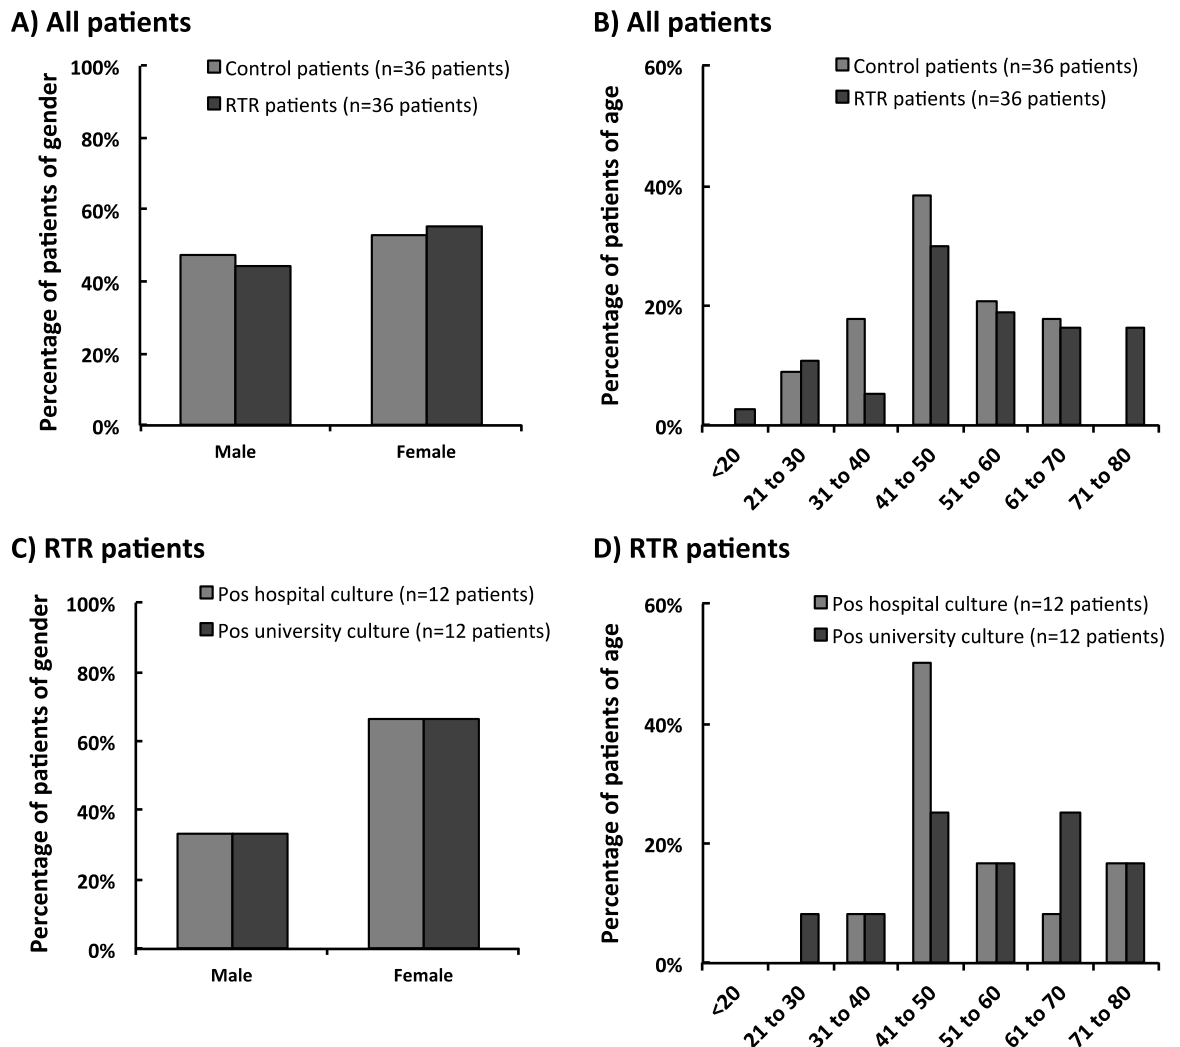 A) All patients
Control patients (n=36 patients)
RTR patients (n=36 patients)
Percentage of patients of gender
100%
80%
60%
40%
20%
0%
Male
Female
B) All patients
Control patients (n=36 patients)
RTR patients (n=36 patients)
Percentage of patients of age
60%
40%
20%
0%
<20
21 to 30
31 to 40
41 to 50
51 to 60
61 to 70
71 to 80
C) RTR patients
Pos hospital culture (n=12 patients)
Pos university culture (n=12 patients)
Percentage of patients of gender
100%
80%
60%
40%
20%
0%
Male
Female
D) RTR patients
Pos hospital culture (n=12 patients)
Pos university culture (n=12 patients)
Percentage of patients of age
60%
40%
20%
0%
<20
21 to 30
31 to 40
41 to 50
51 to 60
61 to 70
71 to 80